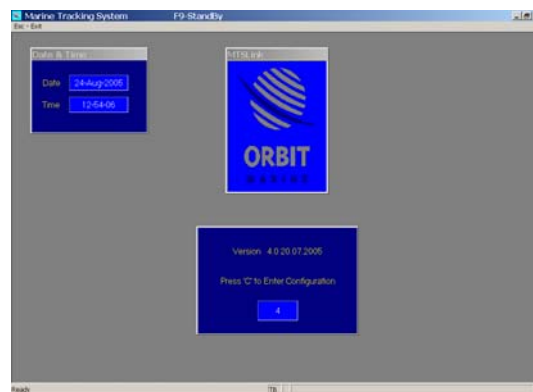 Marine Tracking System F9-StandBy
Esc - Exit
Date & Time
Date 24-Aug-2005
Time 12-54-06
MTSLink
ORBIT
MARINE
Version 4.0 20.07.2005
Press 'C' to Enter Configuration
4
Ready